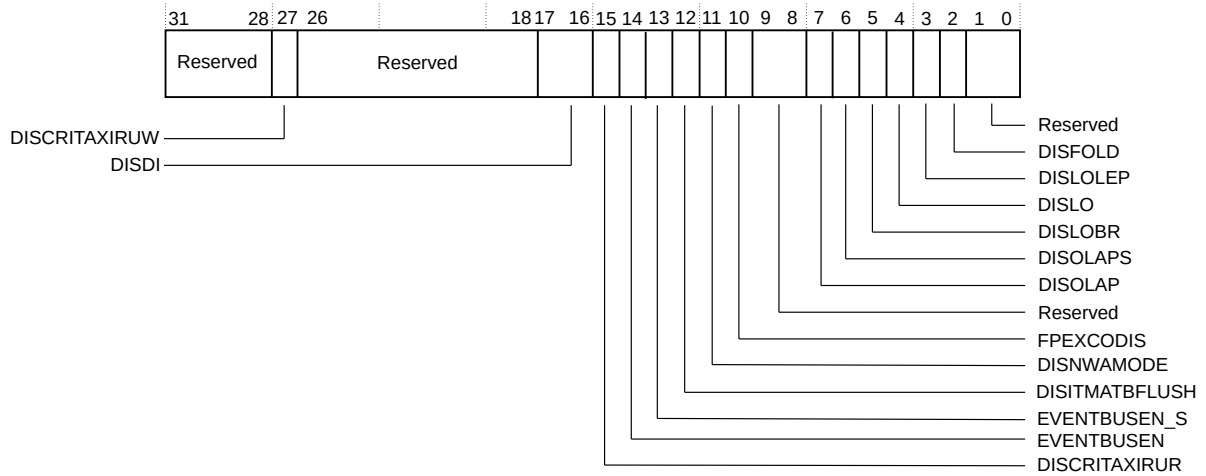 31 28 27 26 18 17 16 15 14 13 12 11 10 9 8 7 6 5 4 3 2 1 0
Reserved Reserved
DISCRITAXIRUW
DISDI
Reserved
DISFOLD
DISLOLEP
DISLO
DISLOBR
DISOLAPS
DISOLAP
Reserved
FPEXCODIS
DISNWAMODE
DISITMATBFLUSH
EVENTBUSEN_S
EVENTBUSEN
DISCRITAXIRUR